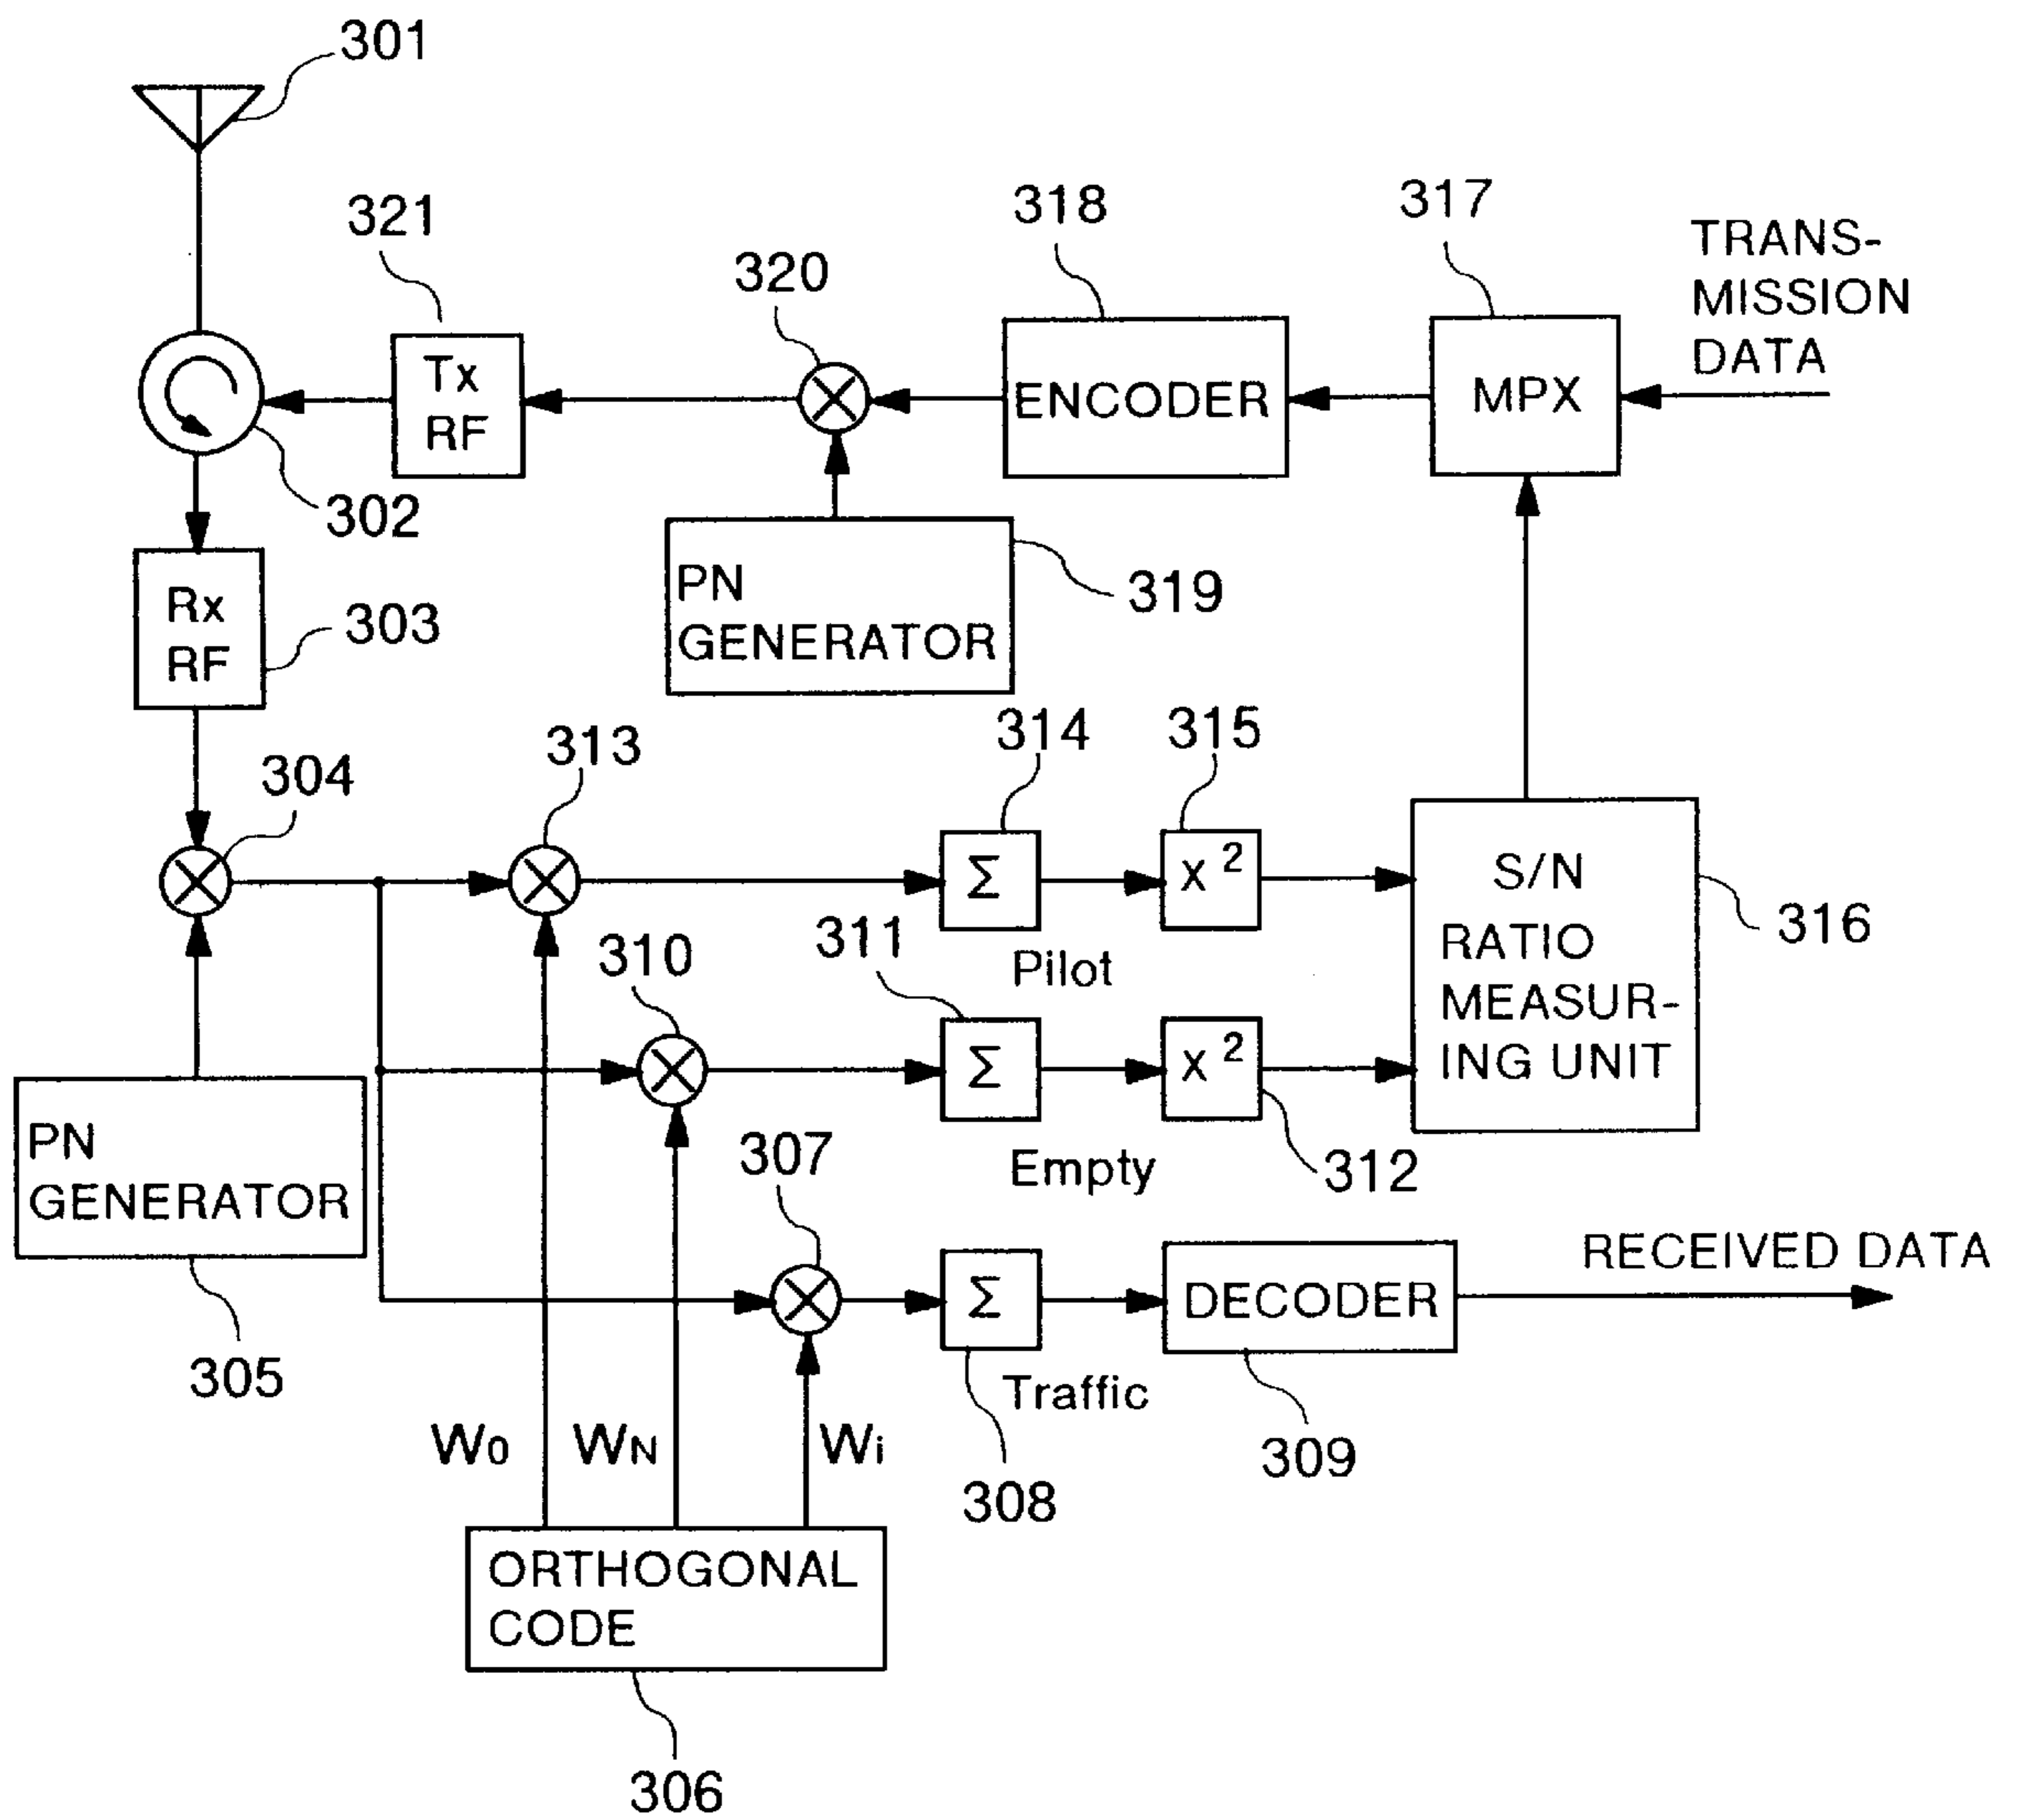 301
321
320
318
317
TRANS-
MISSION
DATA
Tx
RF
ENCODER
MPX
302
PN
GENERATOR
319
Rx
RF
303
304
313
314
315
S/N
RATIO
MEASUR-
ING UNIT
316
Σ
X 2
Pilot
310
311
Σ
X 2
Empty
312
PN
GENERATOR
305
307
Σ
DECODER
RECEIVED DATA
Traffic
308
309
W0
WN
Wi
ORTHOGONAL
CODE
306